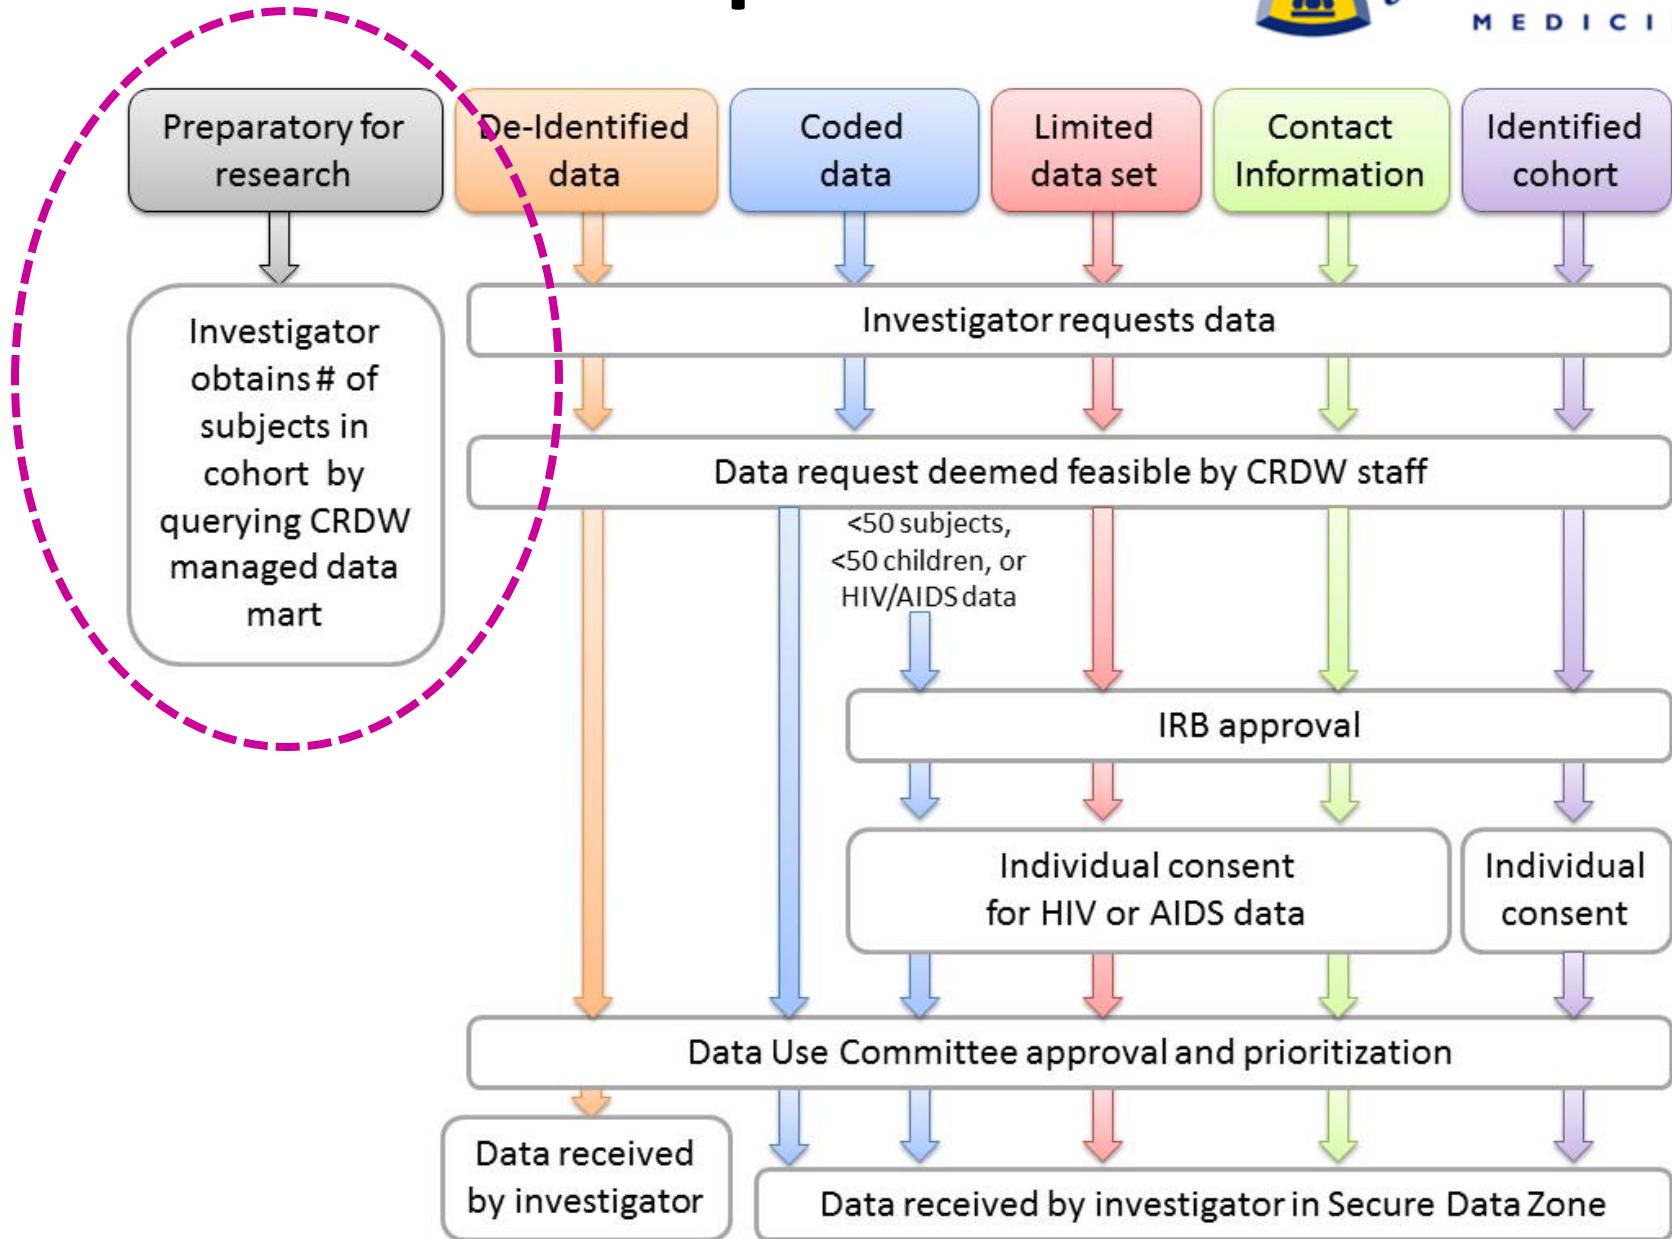 MEDICI
Preparatory for
research
De-Identified
data
Coded
data
Limited
data set
Contact
Information
Identified
cohort
Investigator
obtains # of
subjects in
cohort by
querying CRDW
managed data
mart
Investigator requests data
Data request deemed feasible by CRDW staff
<50 subjects,
<50 children, or
HIV/AIDS data
IRB approval
Individual consent
for HIV or AIDS data
Individual
consent
Data Use Committee approval and prioritization
Data received
by investigator
Data received by investigator in Secure Data Zone